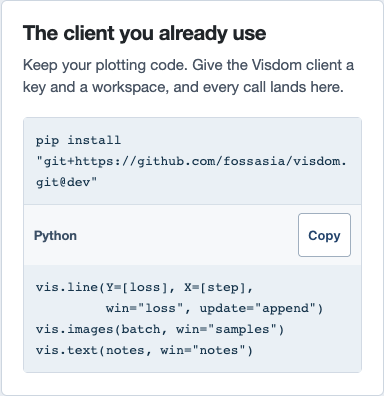 The client you already use
Keep your plotting code. Give the Visdom client a
key and a workspace, and every call lands here.
pip install
"git+https://github.com/fossasia/visdom.
git@dev"
Python
Copy
vis.line(Y=[loss], X=[step],
         win="loss", update="append")
vis.images(batch, win="samples")
vis.text(notes, win="notes")